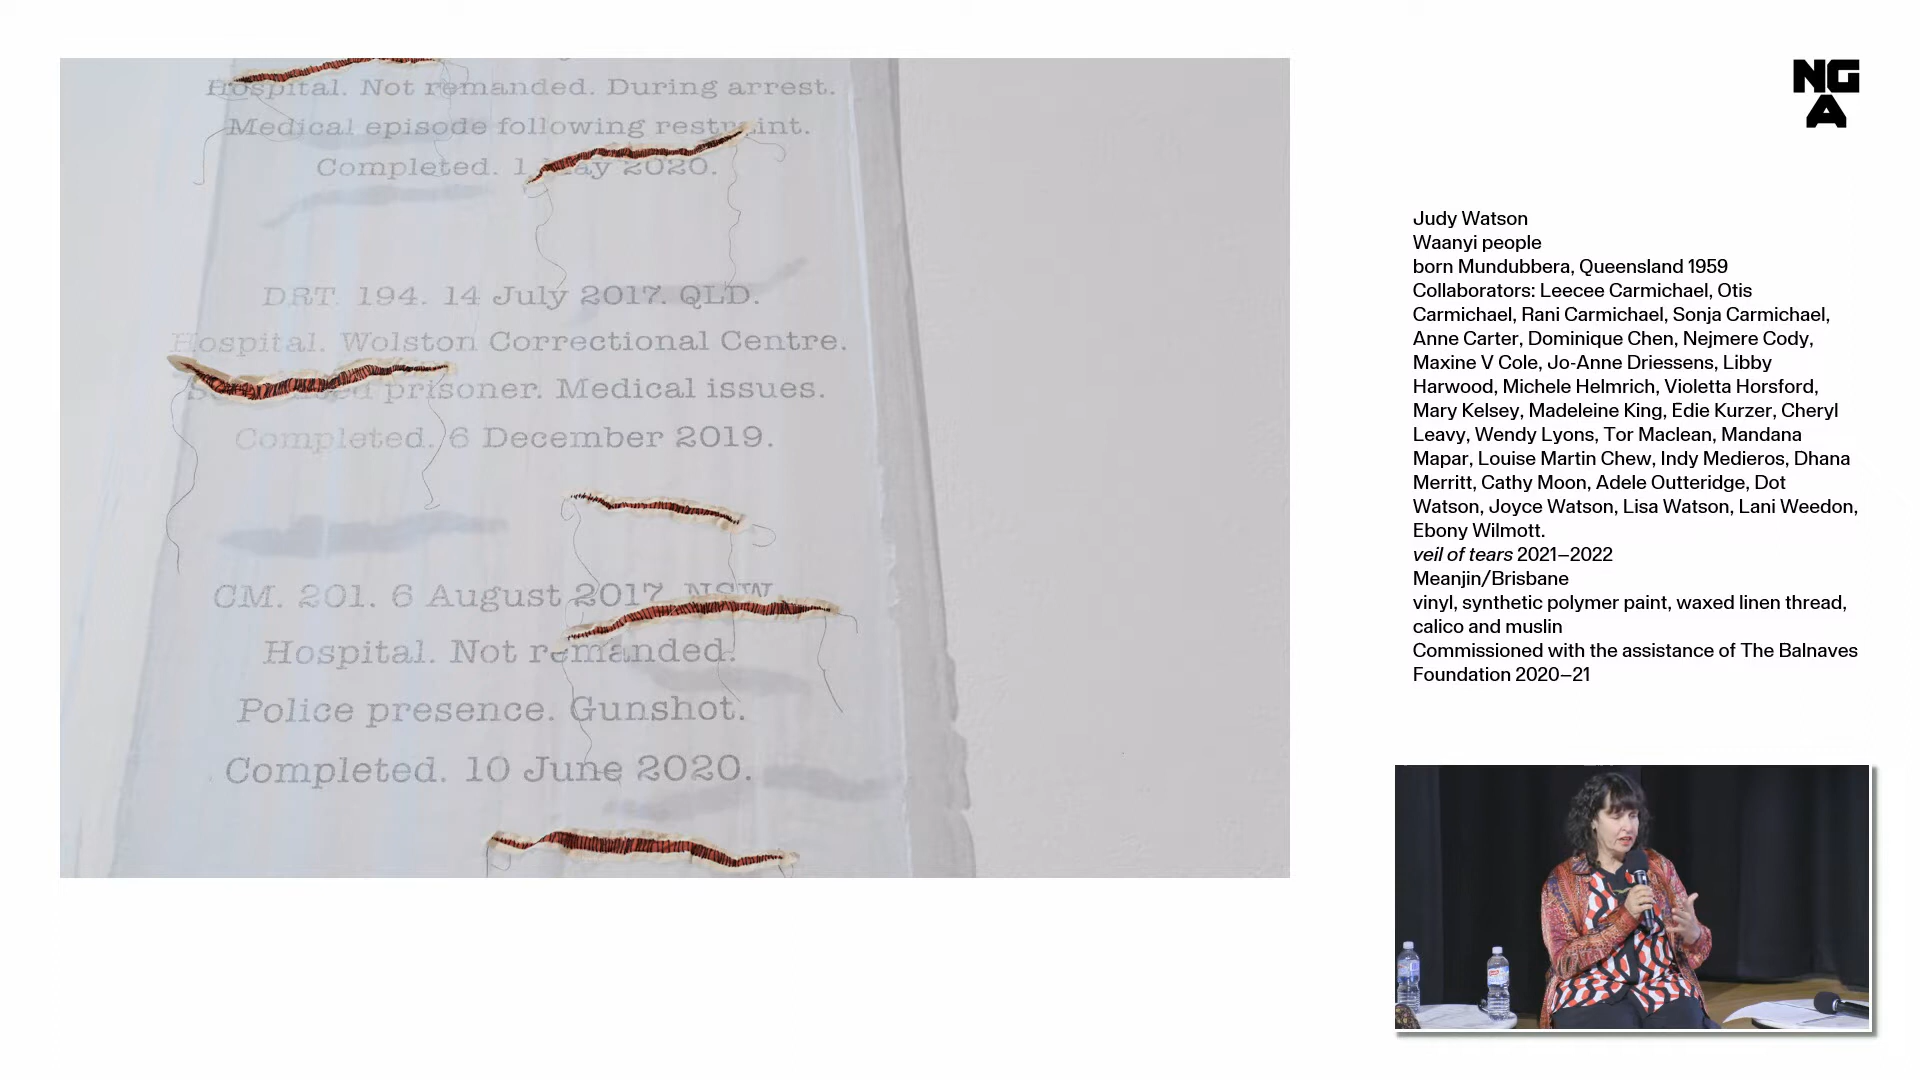 Hospital. Not remanded. During arrest.
Medical episode following restraint.
Completed. 1 May 2020.
DRT. 194. 14 July 2017. QLD.
Hospital. Wolston Correctional Centre.
prisoner. Medical issues.
Completed. 6 December 2019.
CM. 201. 6 August 2017. NSW.
Hospital. Not remanded.
Police presence. Gunshot.
Completed. 10 June 2020.
NG
A
Judy Watson
Waanyi people
born Mundubbera, Queensland 1959
Collaborators: Leecee Carmichael, Otis
Carmichael, Rani Carmichael, Sonja Carmichael,
Anne Carter, Dominique Chen, Nejmere Cody,
Maxine V Cole, Jo-Anne Driessens, Libby
Harwood, Michele Helmrich, Violetta Horsford,
Mary Kelsey, Madeleine King, Edie Kurzer, Cheryl
Leavy, Wendy Lyons, Tor Maclean, Mandana
Mapar, Louise Martin Chew, Indy Medieros, Dhana
Merritt, Cathy Moon, Adele Outteridge, Dot
Watson, Joyce Watson, Lisa Watson, Lani Weedon,
Ebony Wilmott.
veil of tears 2021–2022
Meanjin/Brisbane
vinyl, synthetic polymer paint, waxed linen thread,
calico and muslin
Commissioned with the assistance of The Balnaves
Foundation 2020–21